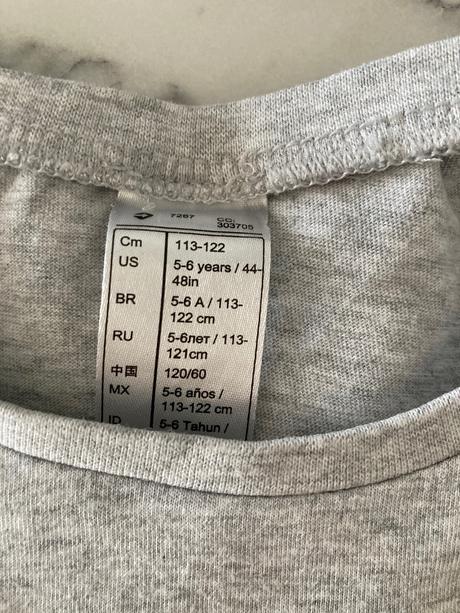 7267 CC: 303705
Cm 113-122
US 5-6 years / 44-
48in
BR 5-6 A / 113-
122 cm
RU 5-6лет / 113-
121cm
中国 120/60
MX 5-6 años /
113-122 cm
ID 5-6 Tahun /